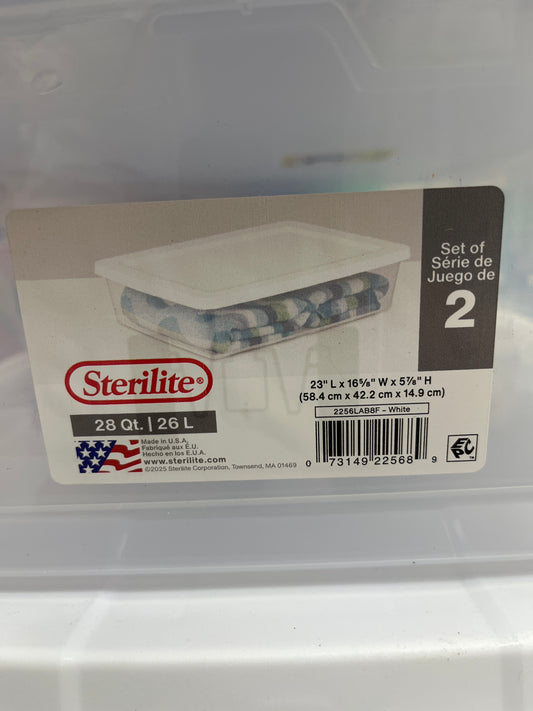 Set of
Série de
Juego de
2
Sterilite®
28 Qt. | 26 L
23" L x 16⅝" W x 5⅞" H
(58.4 cm x 42.2 cm x 14.9 cm)
2256LAB8F – White
Made in U.S.A.
Fabriqué aux É.U.
Hecho en los E.U.A.
www.sterilite.com
©2025 Sterilite Corporation, Townsend, MA 01469
0 73149 22568 9
EPC™